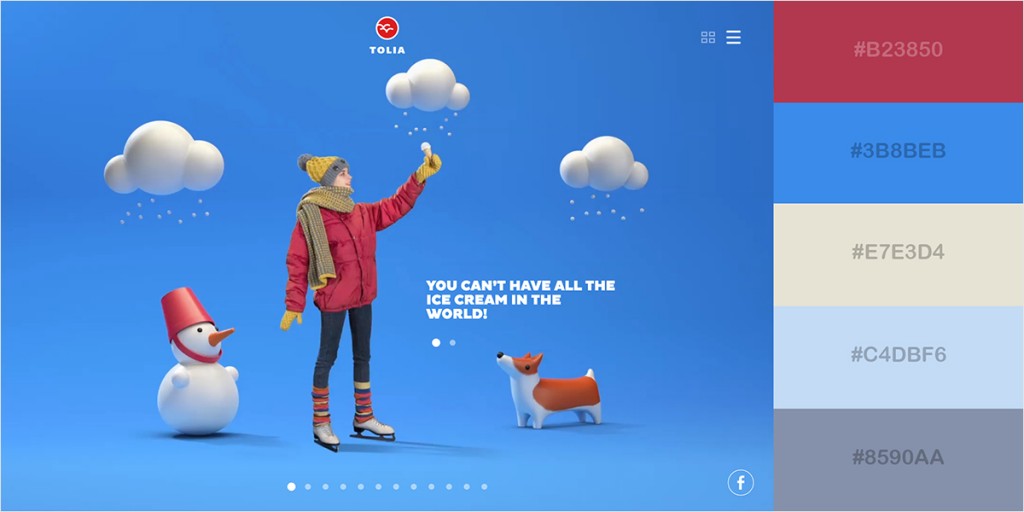 TOLIA
YOU CAN'T HAVE ALL THE
ICE CREAM IN THE
WORLD!
#B23850
#3B8BEB
#E7E3D4
#C4DBF6
#8590AA